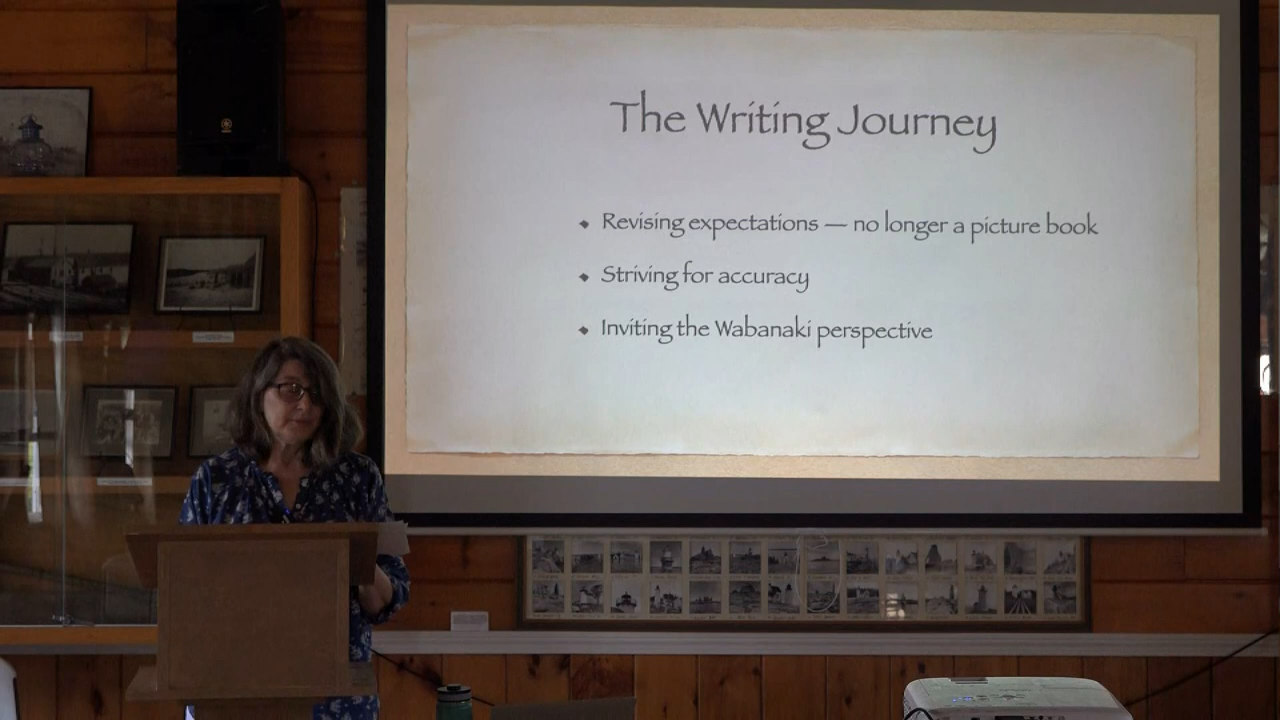 The Writing Journey
Revising expectations — no longer a picture book
Striving for accuracy
Inviting the Wabanaki perspective